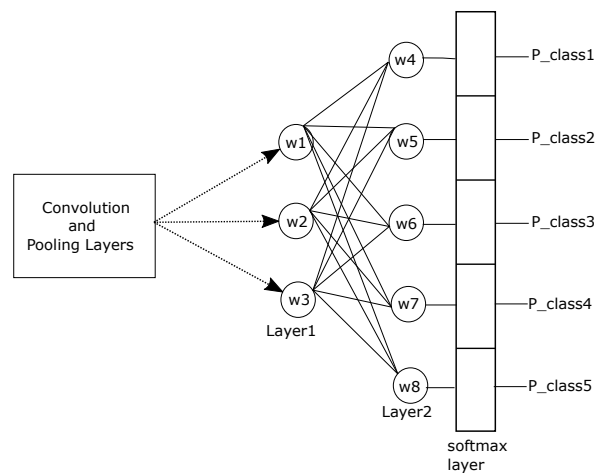 Convolution
and
Pooling Layers
w1
w2
w3
Layer1
w4
w5
w6
w7
w8
Layer2
softmax
layer
P_class1
P_class2
P_class3
P_class4
P_class5